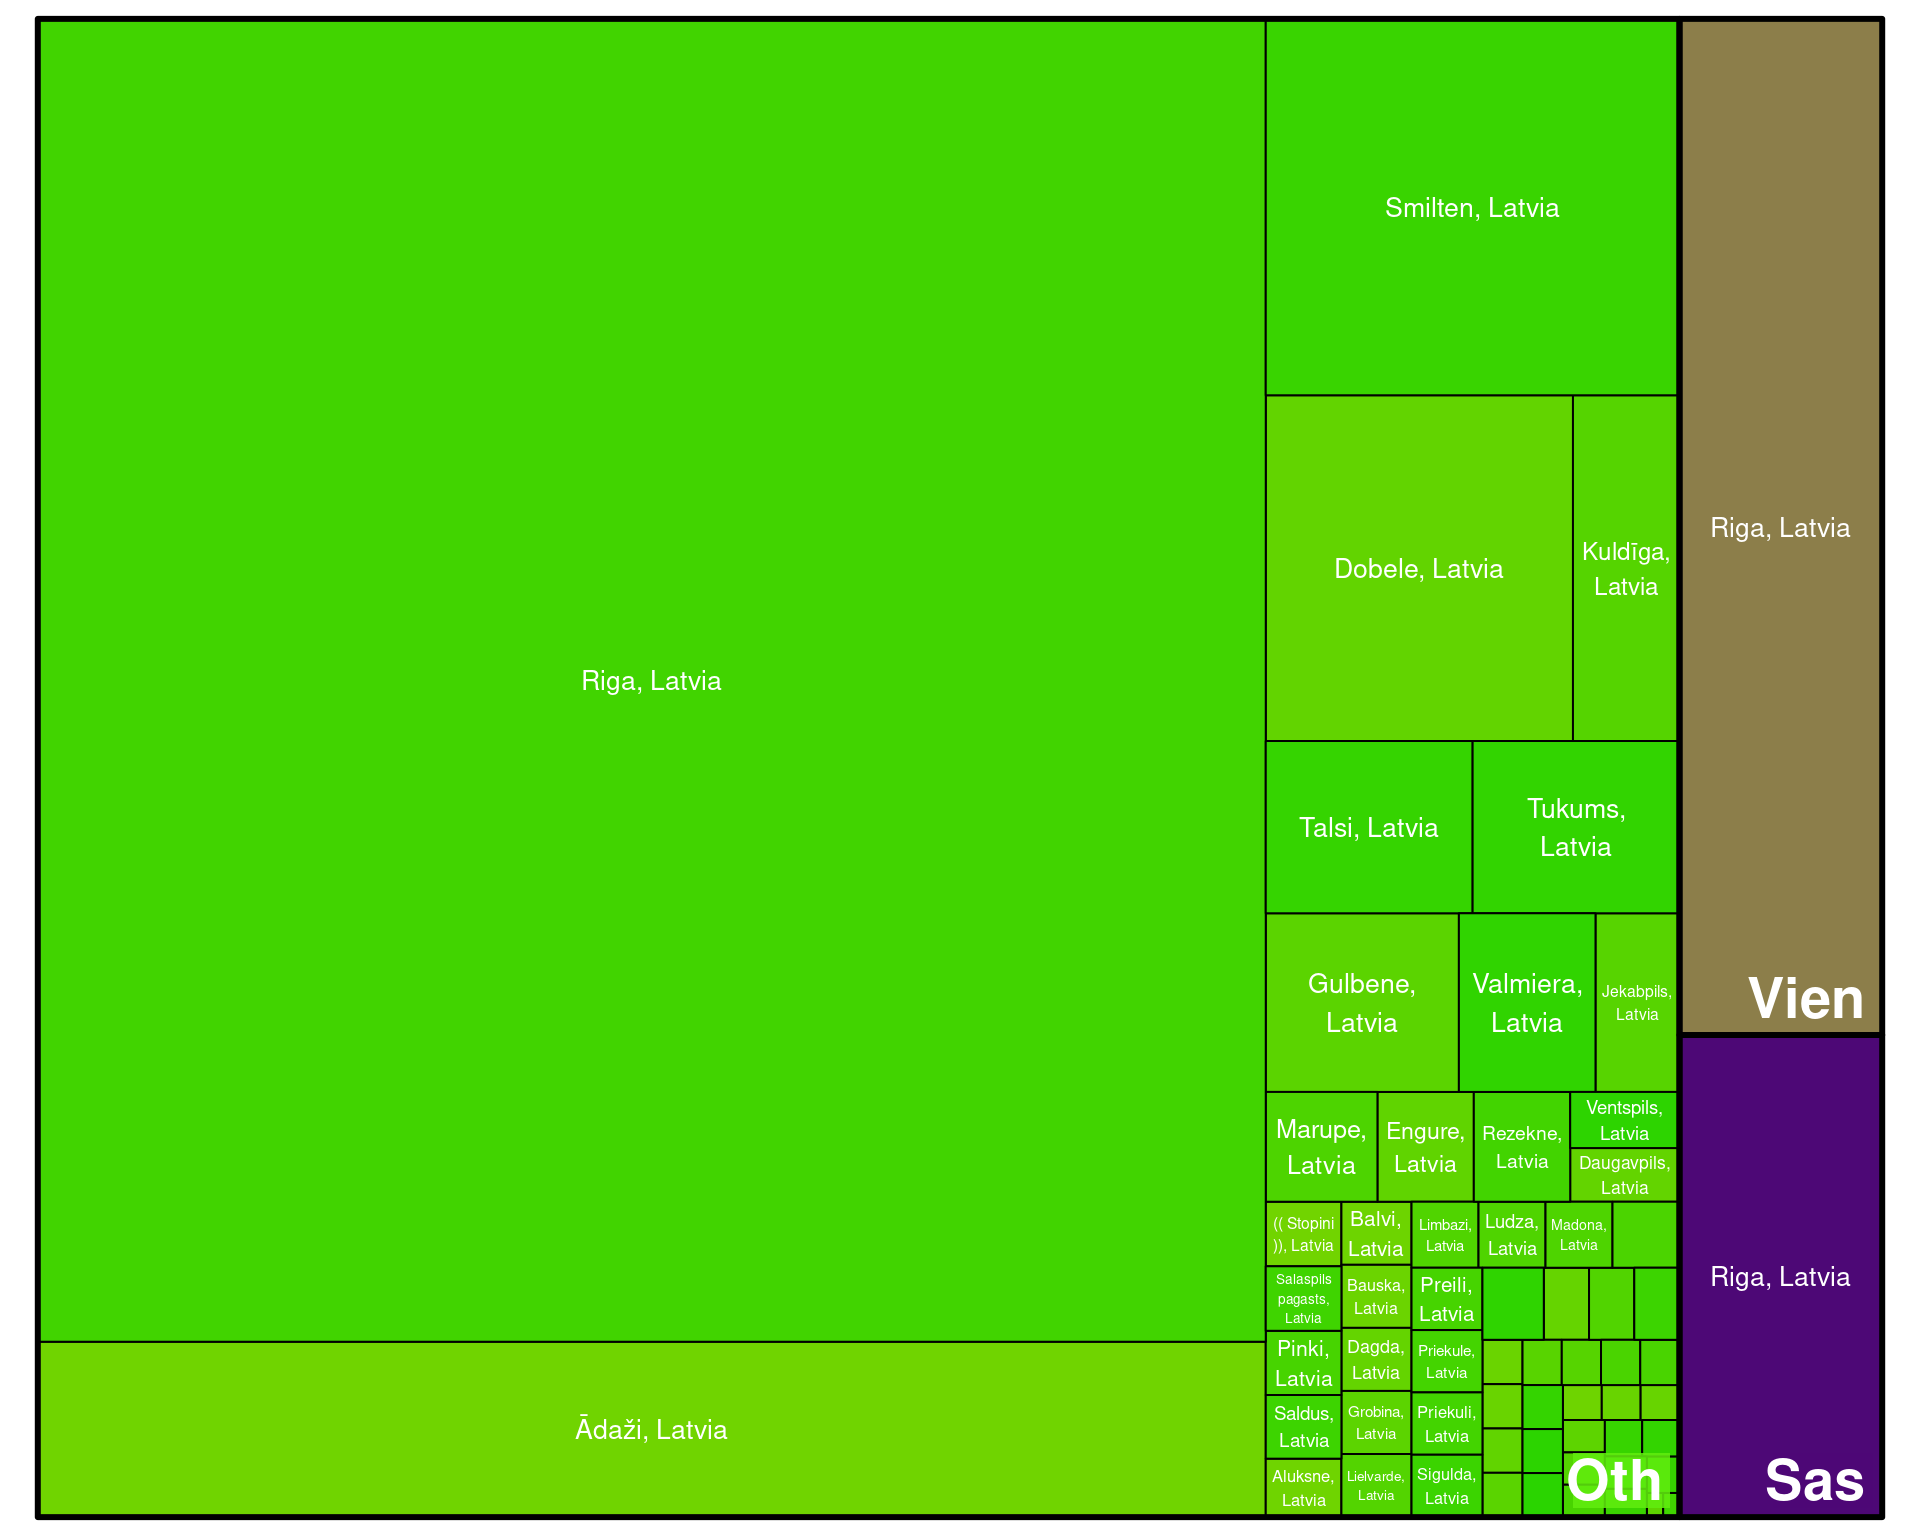 Riga, Latvia
Ādaži, Latvia
Smilten, Latvia
Dobele, Latvia
Kuldīga,
Latvia
Talsi, Latvia
Tukums,
Latvia
Gulbene,
Latvia
Valmiera,
Latvia
Jekabpils,
Latvia
Marupe,
Latvia
Engure,
Latvia
Rezekne,
Latvia
Ventspils,
Latvia
Daugavpils,
Latvia
(( Stopini
)), Latvia
Salaspils
pagasts,
Latvia
Pinki,
Latvia
Saldus,
Latvia
Aluksne,
Latvia
Balvi,
Latvia
Bauska,
Latvia
Dagda,
Latvia
Grobina,
Latvia
Lielvarde,
Latvia
Limbazi,
Latvia
Ludza,
Latvia
Madona,
Latvia
Preili,
Latvia
Priekule,
Latvia
Priekuli,
Latvia
Sigulda,
Latvia
Oth
Riga, Latvia
Vien
Riga, Latvia
Sas